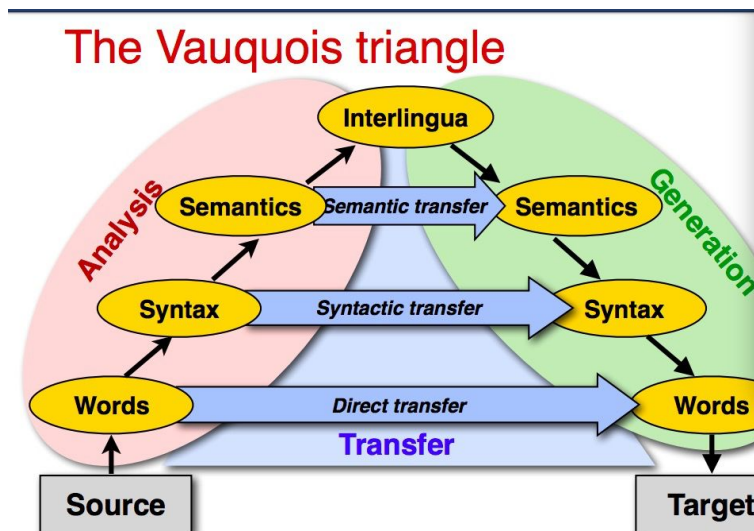 The Vauquois triangle
Interlingua
Analysis
Generation
Semantics
Semantic transfer
Semantics
Syntax
Syntactic transfer
Syntax
Words
Direct transfer
Words
Transfer
Source
Target